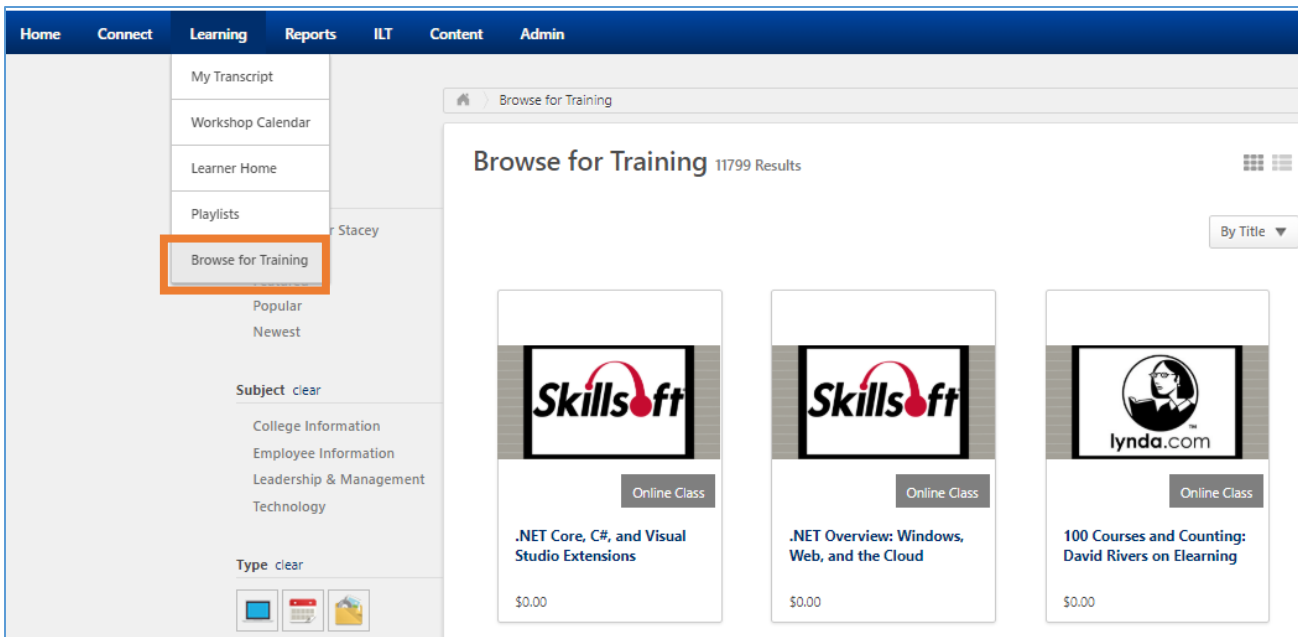 Home Connect Learning Reports ILT Content Admin
My Transcript
Workshop Calendar
Learner Home
Playlists
Browse for Training
Browse for Training
Browse for Training 11799 Results
By Title
r Stacey
Popular
Newest
Subject clear
College Information
Employee Information
Leadership & Management
Technology
Type clear
Skillsoft
Online Class
.NET Core, C#, and Visual
Studio Extensions
$0.00
Skillsoft
Online Class
.NET Overview: Windows,
Web, and the Cloud
$0.00
lynda.com™
Online Class
100 Courses and Counting:
David Rivers on Elearning
$0.00